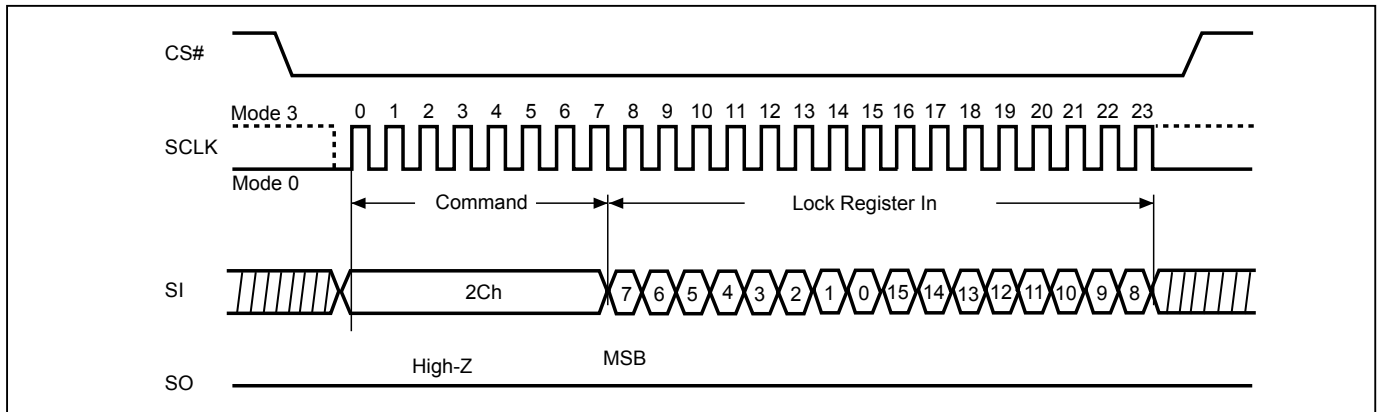 CS#
Mode 3
0 1 2 3 4 5 6 7 8 9 10 11 12 13 14 15 16 17 18 19 20 21 22 23
SCLK
Mode 0
Command
Lock Register In
SI
2Ch
7 6 5 4 3 2 1 0 15 14 13 12 11 10 9 8
High-Z
MSB
SO